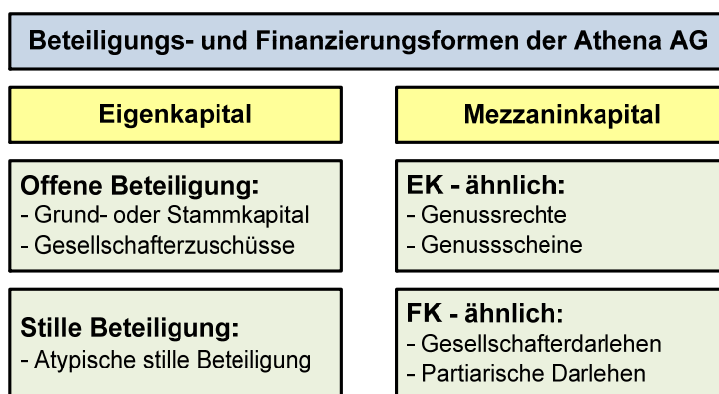 Beteiligungs- und Finanzierungsformen der Athena AG
Eigenkapital
Mezzaninkapital
Offene Beteiligung:
- Grund- oder Stammkapital
- Gesellschafterzuschüsse
EK - ähnlich:
- Genussrechte
- Genussscheine
Stille Beteiligung:
- Atypische stille Beteiligung
FK - ähnlich:
- Gesellschafterdarlehen
- Partiarische Darlehen